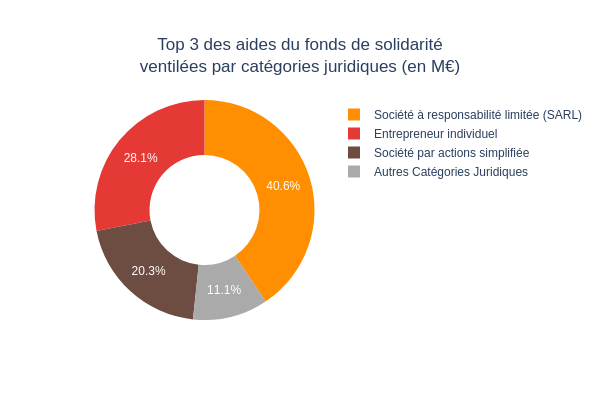 Top 3 des aides du fonds de solidarité
ventilées par catégories juridiques (en M€)
Société à responsabilité limitée (SARL)
Entrepreneur individuel
Société par actions simplifiée
Autres Catégories Juridiques
28.1%
40.6%
20.3%
11.1%